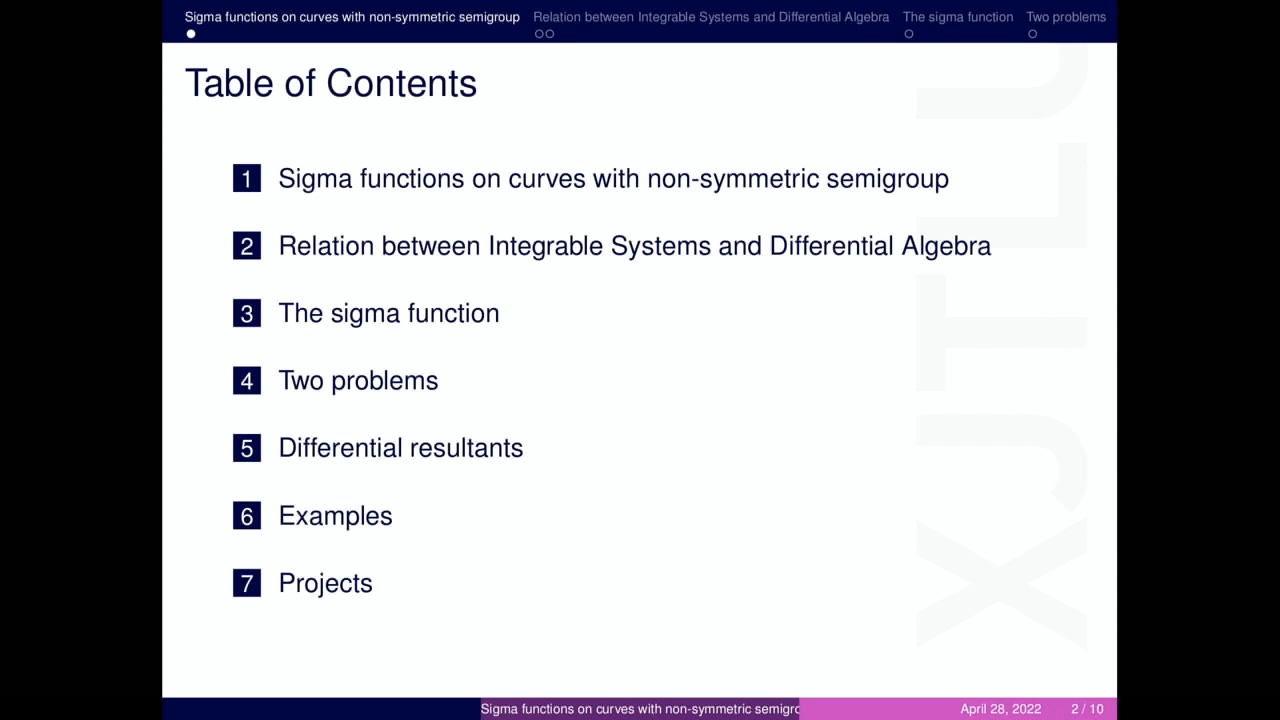 Sigma functions on curves with non-symmetric semigroup Relation between Integrable Systems and Differential Algebra The sigma function Two problems
Table of Contents
1 Sigma functions on curves with non-symmetric semigroup
2 Relation between Integrable Systems and Differential Algebra
3 The sigma function
4 Two problems
5 Differential resultants
6 Examples
7 Projects
XJTLU
Sigma functions on curves with non-symmetric semigro April 28, 2022 2 / 10